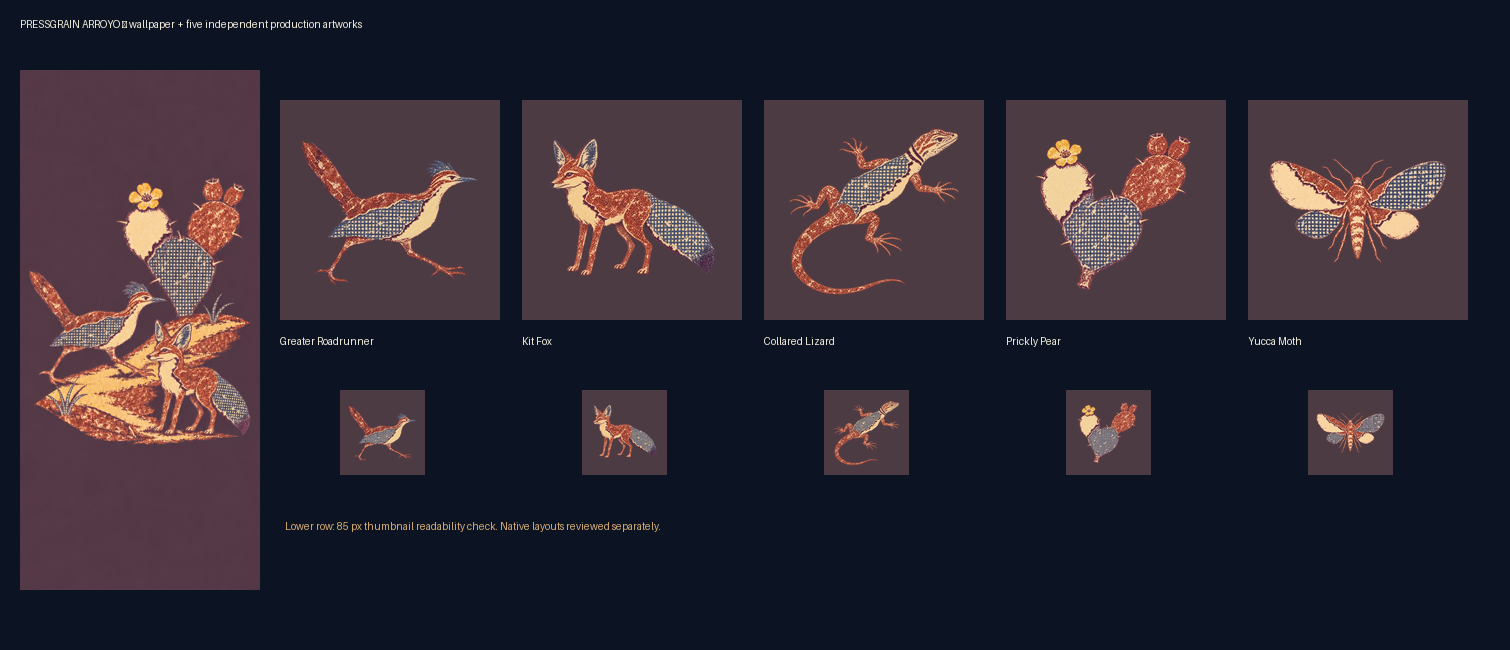 PRESSGRAIN ARROYO▯wallpaper + five independent production artworks
Greater Roadrunner
Kit Fox
Collared Lizard
Prickly Pear
Yucca Moth
Lower row: 85 px thumbnail readability check. Native layouts reviewed separately.